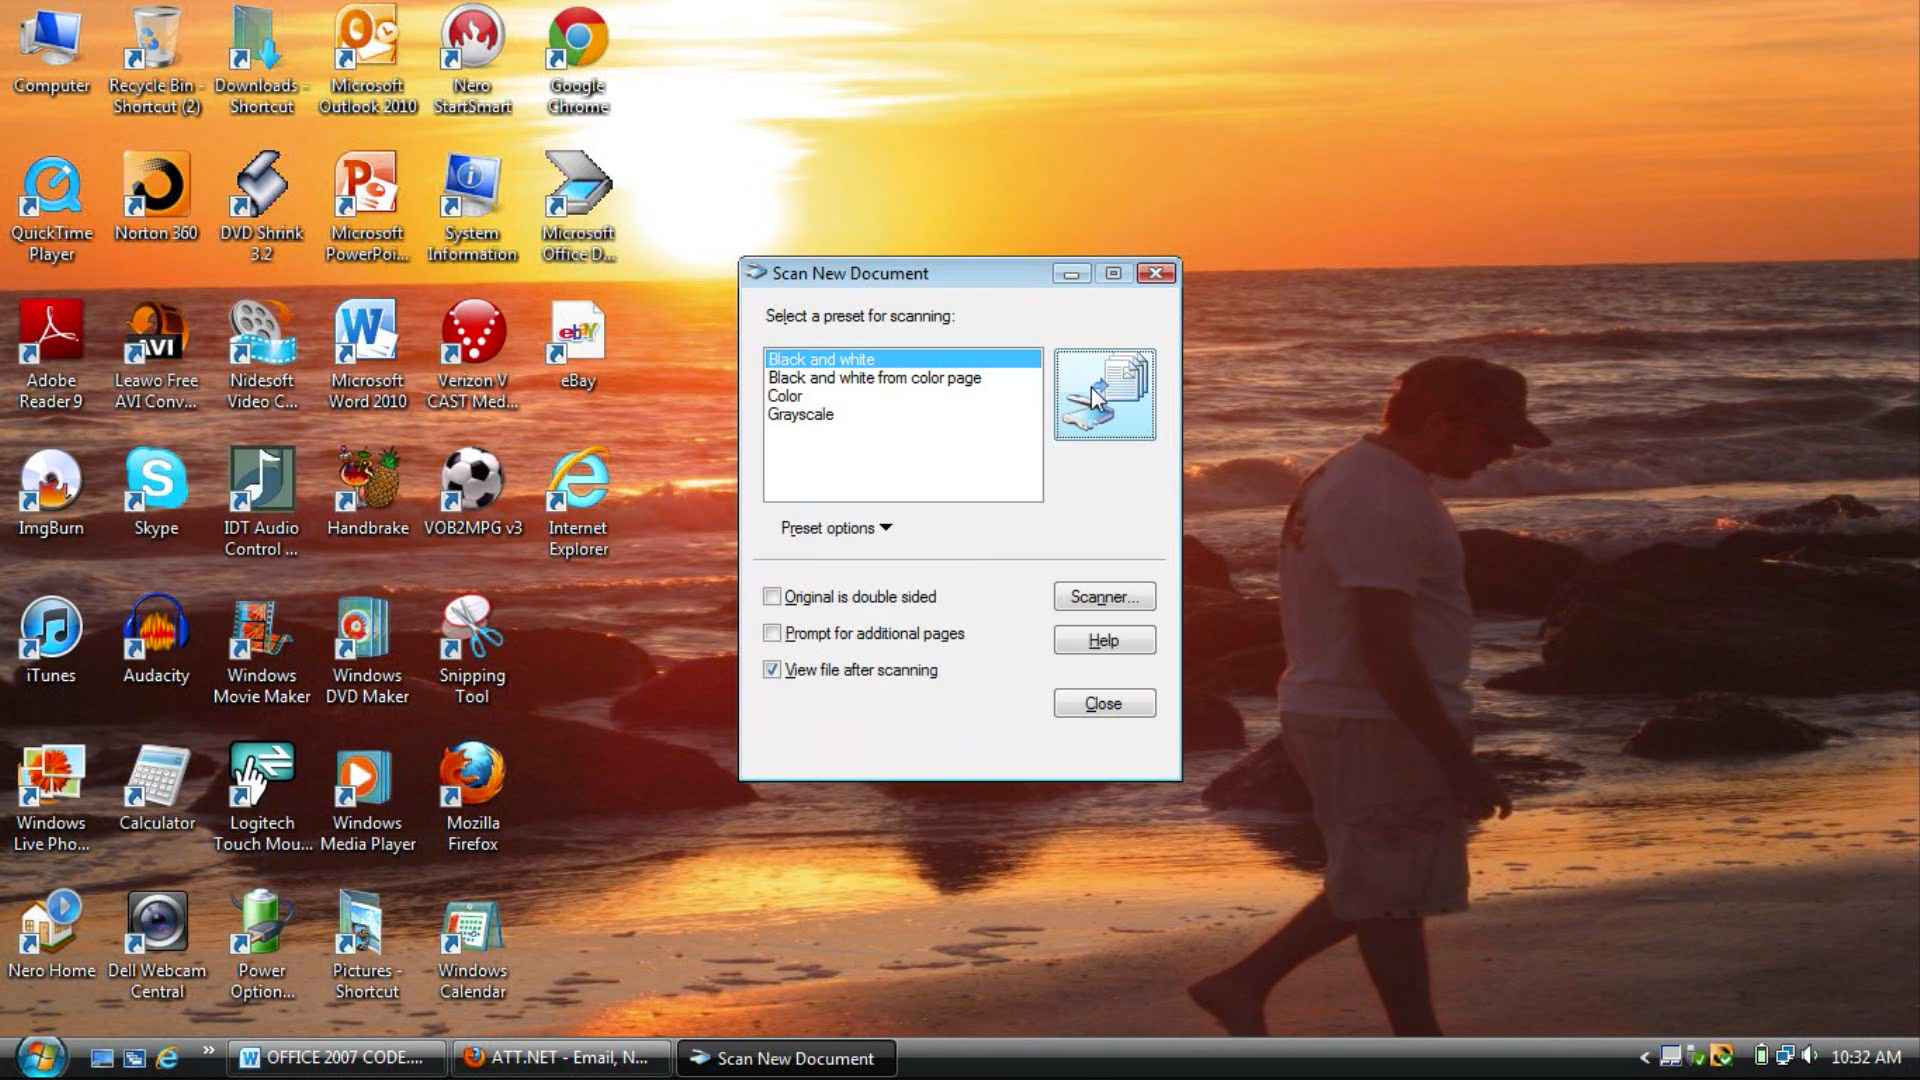 Computer
Recycle Bin -
Shortcut (2)
Downloads -
Shortcut
Microsoft
Outlook 2010
Nero
StartSmart
Google
Chrome
QuickTime
Player
Norton 360
DVD Shrink
3.2
Microsoft
PowerPoi...
System
Information
Microsoft
Office D...
Adobe
Reader 9
AVI
Leawo Free
AVI Conv...
Nidesoft
Video C...
Microsoft
Word 2010
Verizon V
CAST Med...
ebay
eBay
ImgBurn
Skype
IDT Audio
Control ...
Handbrake
VOB2MPG v3
Internet
Explorer
iTunes
Audacity
Windows
Movie Maker
Windows
DVD Maker
Snipping
Tool
Windows
Live Pho...
Calculator
Logitech
Touch Mou...
Windows
Media Player
Mozilla
Firefox
Nero Home
Dell Webcam
Central
Power
Option...
Pictures -
Shortcut
Windows
Calendar
Scan New Document
Select a preset for scanning:
Black and white
Black and white from color page
Color
Grayscale
Preset options
Original is double sided
Prompt for additional pages
View file after scanning
Scanner...
Help
Close
OFFICE 2007 CODE....
ATT.NET - Email, N...
Scan New Document
10:32 AM